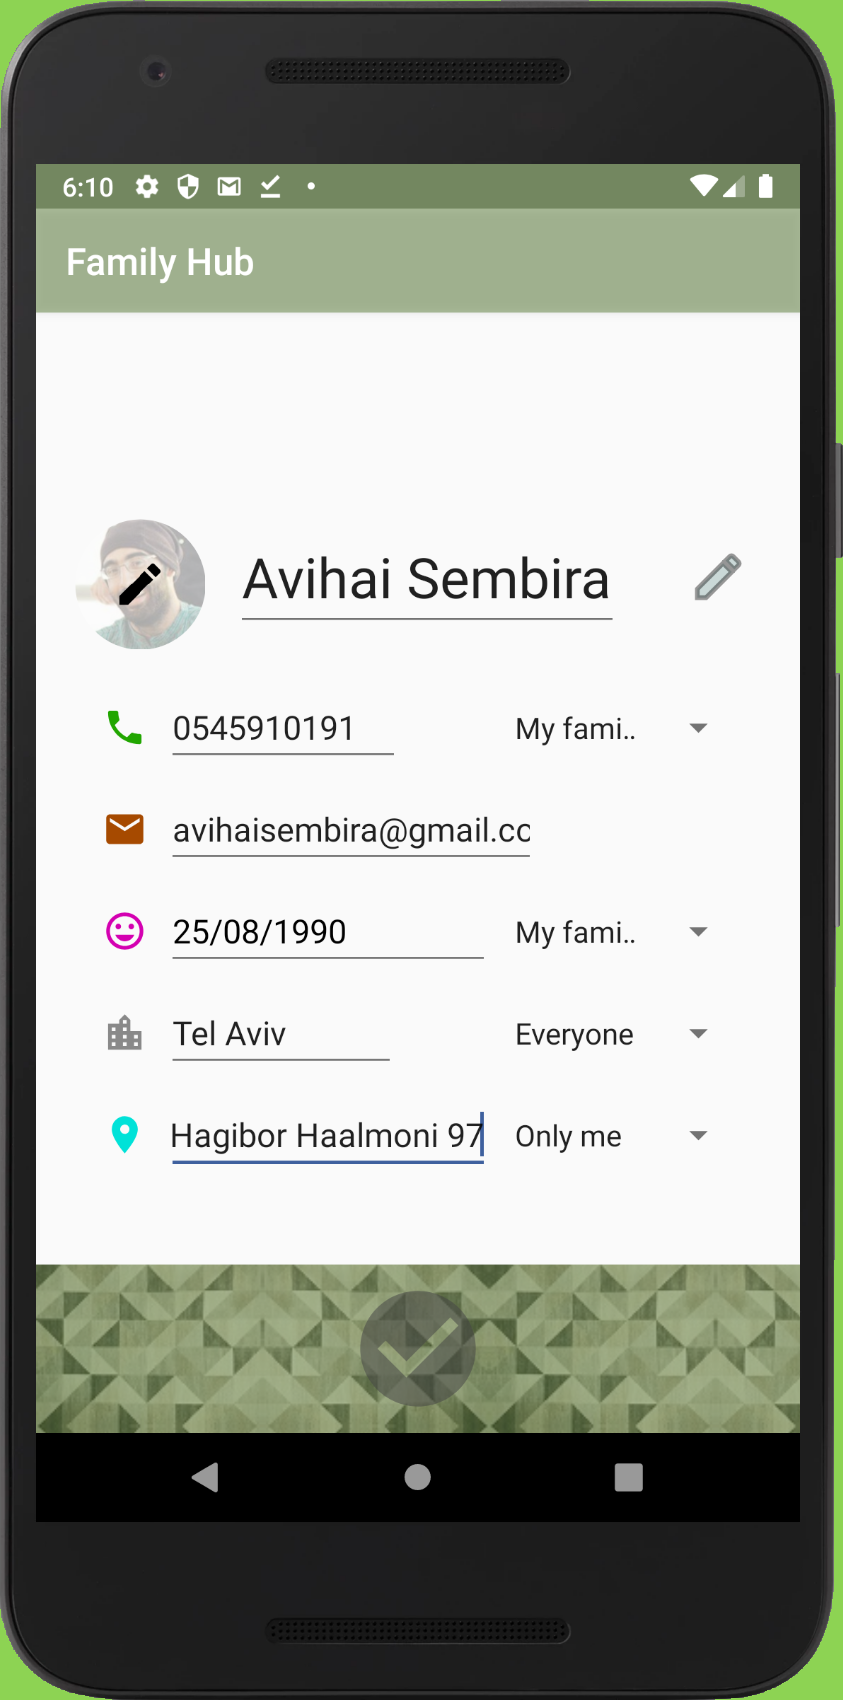 6:10
Family Hub
Avihai Sembira
0545910191 My fami..
avihaisembira@gmail.cc
25/08/1990 My fami..
Tel Aviv Everyone
Hagibor Haalmoni 97 Only me